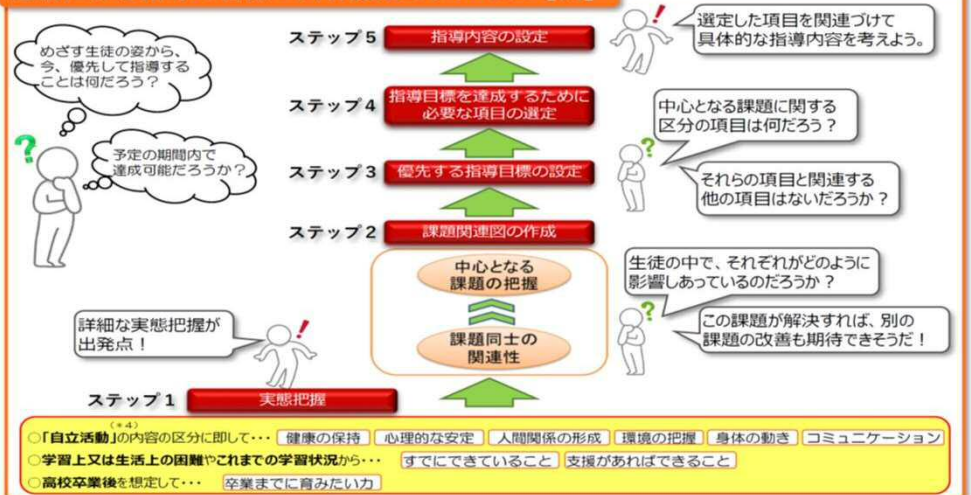 ステップ5
指導内容の設定
選定した項目を関連づけて
具体的な指導内容を考えよう。
めざす生徒の姿から、
今、優先して指導する
ことは何だろう？
ステップ4
指導目標を達成するために
必要な項目の選定
中心となる課題に関する
区分の項目は何だろう？
予定の期間内で
達成可能だろうか？
ステップ3
優先する指導目標の設定
それらの項目と関連する
他の項目はないだろうか？
ステップ2
課題関連図の作成
中心となる
課題の把握
生徒の中で、それぞれがどのように
影響しあっているのだろうか？
詳細な実態把握が
出発点！
課題同士の
関連性
この課題が解決すれば、別の
課題の改善も期待できそうだ！
ステップ1
実態把握
(*4)
○「自立活動」の内容の区分に即して・・・ 健康の保持 心理的な安定 人間関係の形成 環境の把握 身体の動き コミュニケーション
○学習上又は生活上の困難やこれまでの学習状況から・・・ すでにできていること 支援があればできること
○高校卒業後を想定して・・・ 卒業までに育みたい力